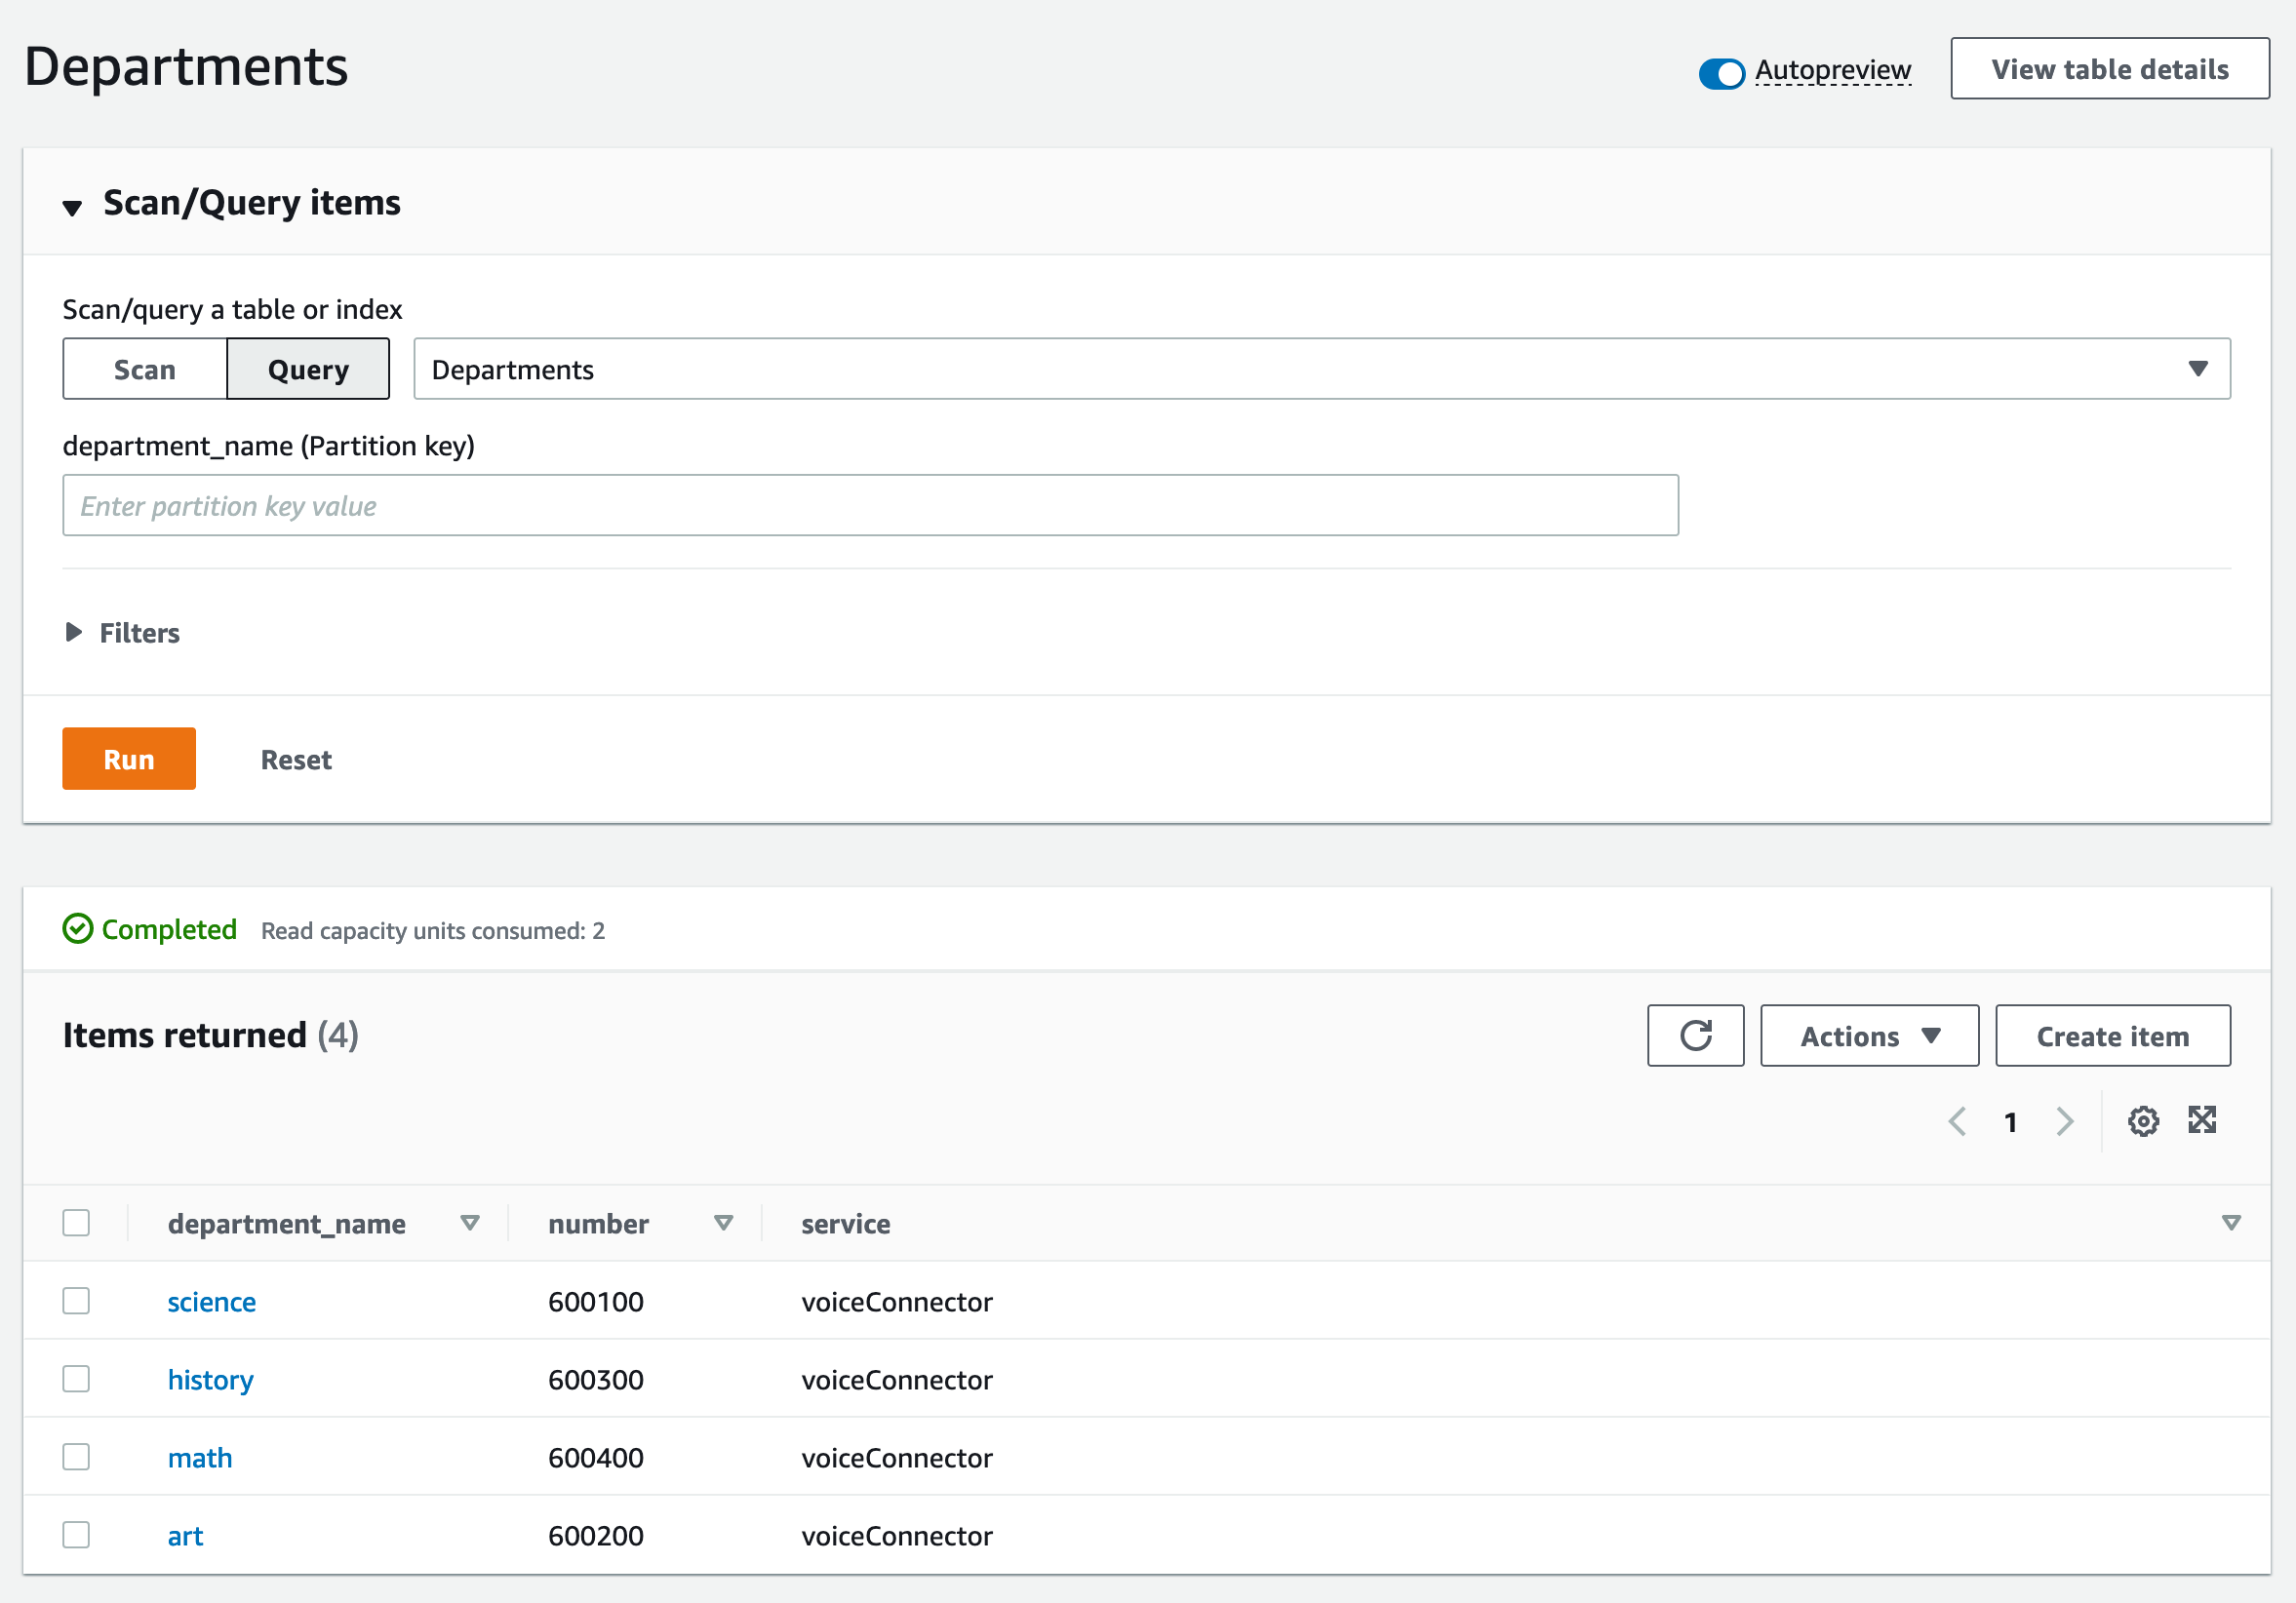 Departments
Autopreview
View table details
Scan/Query items
Scan/query a table or index
Scan Query Departments
department_name (Partition key)
Enter partition key value
Filters
Run Reset
Completed Read capacity units consumed: 2
Items returned (4)
Actions Create item
1
department_name number service
science 600100 voiceConnector
history 600300 voiceConnector
math 600400 voiceConnector
art 600200 voiceConnector